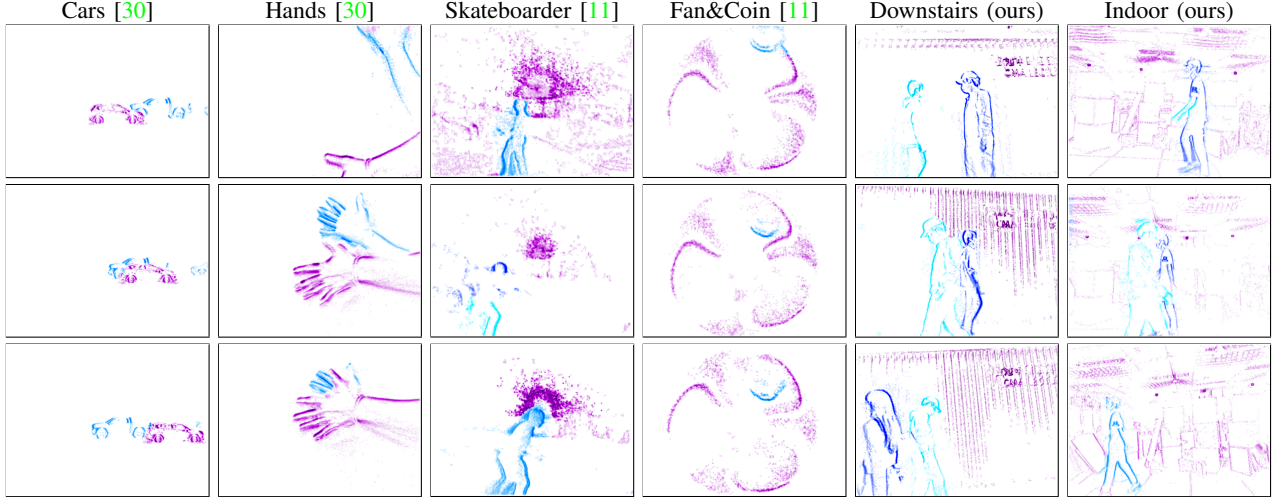 Cars [30] Hands [30] Skateboarder [11] Fan&Coin [11] Downstairs (ours) Indoor (ours)